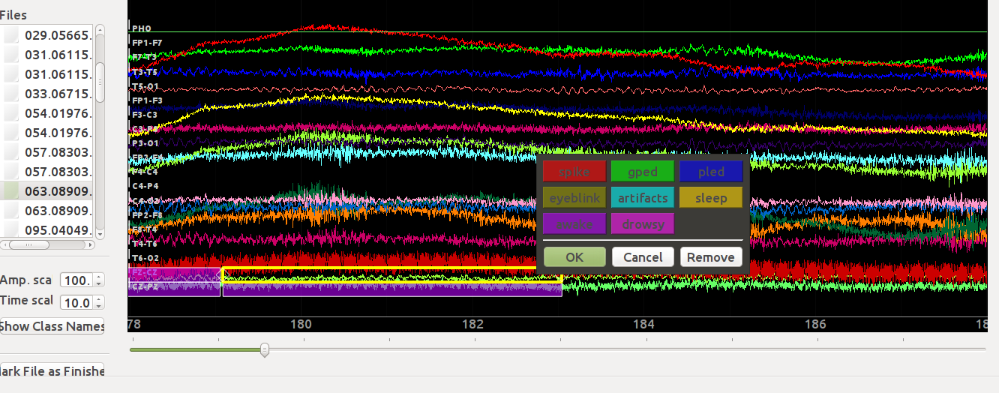 Files
029.05665.
031.06115.
031.06115.
033.06715.
054.01976.
054.01976.
057.08303.
057.08303.
063.08909.
063.08909.
095.04049.
Amp. sca 100.
Time scal 10.0
Show Class Names
Mark File as Finishe
PHO
FP1-F7
F7-T3
T3-T5
T5-O1
FP1-F3
F3-C3
C3-P3
P3-O1
FP2-F4
F4-C4
C4-P4
FP2-F8
F8-T8
T4-T6
T6-O2
FZ-CZ
CZ-PZ
spike gped pled
eyeblink artifacts sleep
awake drowsy
OK Cancel Remove
78 180 182 184 186 18